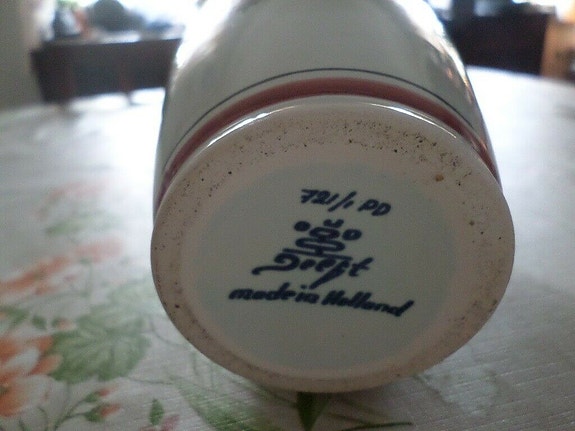 721/1 PD
Delft
made in Holland